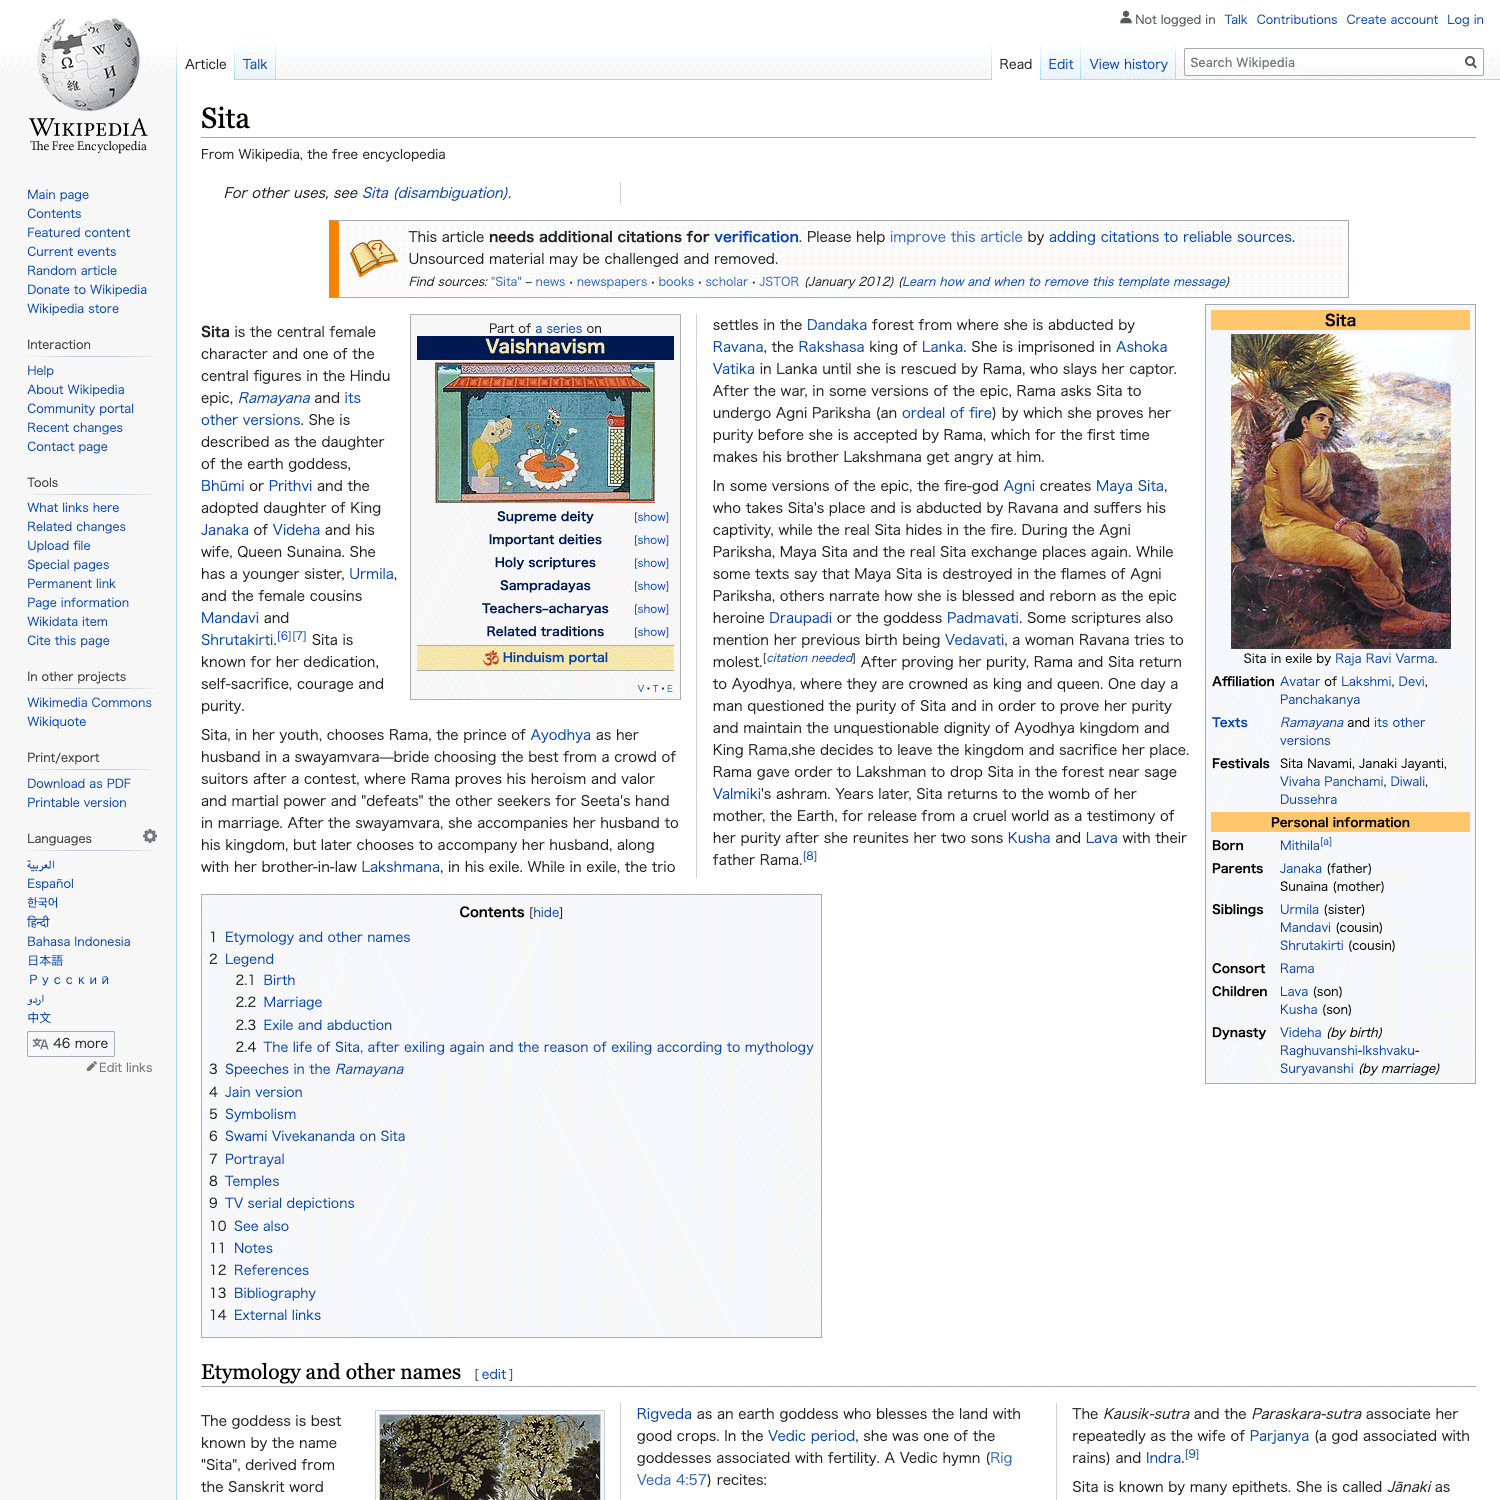 Not logged in Talk Contributions Create account Log in
Article Talk Read Edit View history Search Wikipedia
WIKIPEDIA
The Free Encyclopedia
Main page
Contents
Featured content
Current events
Random article
Donate to Wikipedia
Wikipedia store
Interaction
Help
About Wikipedia
Community portal
Recent changes
Contact page
Tools
What links here
Related changes
Upload file
Special pages
Permanent link
Page information
Wikidata item
Cite this page
In other projects
Wikimedia Commons
Wikiquote
Print/export
Download as PDF
Printable version
Languages
العربية
Español
한국어
हिन्दी
Bahasa Indonesia
日本語
Русский
اردو
中文
46 more
Edit links
Sita
From Wikipedia, the free encyclopedia
For other uses, see Sita (disambiguation).
This article needs additional citations for verification. Please help improve this article by adding citations to reliable sources.
Unsourced material may be challenged and removed.
Find sources: "Sita" – news · newspapers · books · scholar · JSTOR (January 2012) (Learn how and when to remove this template message)
Sita is the central female
character and one of the
central figures in the Hindu
epic, Ramayana and its
other versions. She is
described as the daughter
of the earth goddess,
Bhūmi or Prithvi and the
adopted daughter of King
Janaka of Videha and his
wife, Queen Sunaina. She
has a younger sister, Urmila,
and the female cousins
Mandavi and
Shrutakirti.[6][7] Sita is
known for her dedication,
self-sacrifice, courage and
purity.
Part of a series on
Vaishnavism
Supreme deity [show]
Important deities [show]
Holy scriptures [show]
Sampradayas [show]
Teachers–acharyas [show]
Related traditions [show]
ॐ Hinduism portal
V · T · E
Sita, in her youth, chooses Rama, the prince of Ayodhya as her
husband in a swayamvara—bride choosing the best from a crowd of
suitors after a contest, where Rama proves his heroism and valor
and martial power and "defeats" the other seekers for Seeta's hand
in marriage. After the swayamvara, she accompanies her husband to
his kingdom, but later chooses to accompany her husband, along
with her brother-in-law Lakshmana, in his exile. While in exile, the trio
settles in the Dandaka forest from where she is abducted by
Ravana, the Rakshasa king of Lanka. She is imprisoned in Ashoka
Vatika in Lanka until she is rescued by Rama, who slays her captor.
After the war, in some versions of the epic, Rama asks Sita to
undergo Agni Pariksha (an ordeal of fire) by which she proves her
purity before she is accepted by Rama, which for the first time
makes his brother Lakshmana get angry at him.
In some versions of the epic, the fire-god Agni creates Maya Sita,
who takes Sita's place and is abducted by Ravana and suffers his
captivity, while the real Sita hides in the fire. During the Agni
Pariksha, Maya Sita and the real Sita exchange places again. While
some texts say that Maya Sita is destroyed in the flames of Agni
Pariksha, others narrate how she is blessed and reborn as the epic
heroine Draupadi or the goddess Padmavati. Some scriptures also
mention her previous birth being Vedavati, a woman Ravana tries to
molest.[citation needed] After proving her purity, Rama and Sita return
to Ayodhya, where they are crowned as king and queen. One day a
man questioned the purity of Sita and in order to prove her purity
and maintain the unquestionable dignity of Ayodhya kingdom and
King Rama,she decides to leave the kingdom and sacrifice her place.
Rama gave order to Lakshman to drop Sita in the forest near sage
Valmiki's ashram. Years later, Sita returns to the womb of her
mother, the Earth, for release from a cruel world as a testimony of
her purity after she reunites her two sons Kusha and Lava with their
father Rama.[8]
Sita
Sita in exile by Raja Ravi Varma.
Affiliation Avatar of Lakshmi, Devi,
Panchakanya
Texts Ramayana and its other
versions
Festivals Sita Navami, Janaki Jayanti,
Vivaha Panchami, Diwali,
Dussehra
Personal information
Born Mithila[a]
Parents Janaka (father)
Sunaina (mother)
Siblings Urmila (sister)
Mandavi (cousin)
Shrutakirti (cousin)
Consort Rama
Children Lava (son)
Kusha (son)
Dynasty Videha (by birth)
Raghuvanshi-Ikshvaku-
Suryavanshi (by marriage)
Contents [hide]
1 Etymology and other names
2 Legend
2.1 Birth
2.2 Marriage
2.3 Exile and abduction
2.4 The life of Sita, after exiling again and the reason of exiling according to mythology
3 Speeches in the Ramayana
4 Jain version
5 Symbolism
6 Swami Vivekananda on Sita
7 Portrayal
8 Temples
9 TV serial depictions
10 See also
11 Notes
12 References
13 Bibliography
14 External links
Etymology and other names [ edit ]
The goddess is best
known by the name
"Sita", derived from
the Sanskrit word
Rigveda as an earth goddess who blesses the land with
good crops. In the Vedic period, she was one of the
goddesses associated with fertility. A Vedic hymn (Rig
Veda 4:57) recites:
The Kausik-sutra and the Paraskara-sutra associate her
repeatedly as the wife of Parjanya (a god associated with
rains) and Indra.[9]
Sita is known by many epithets. She is called Jānaki as